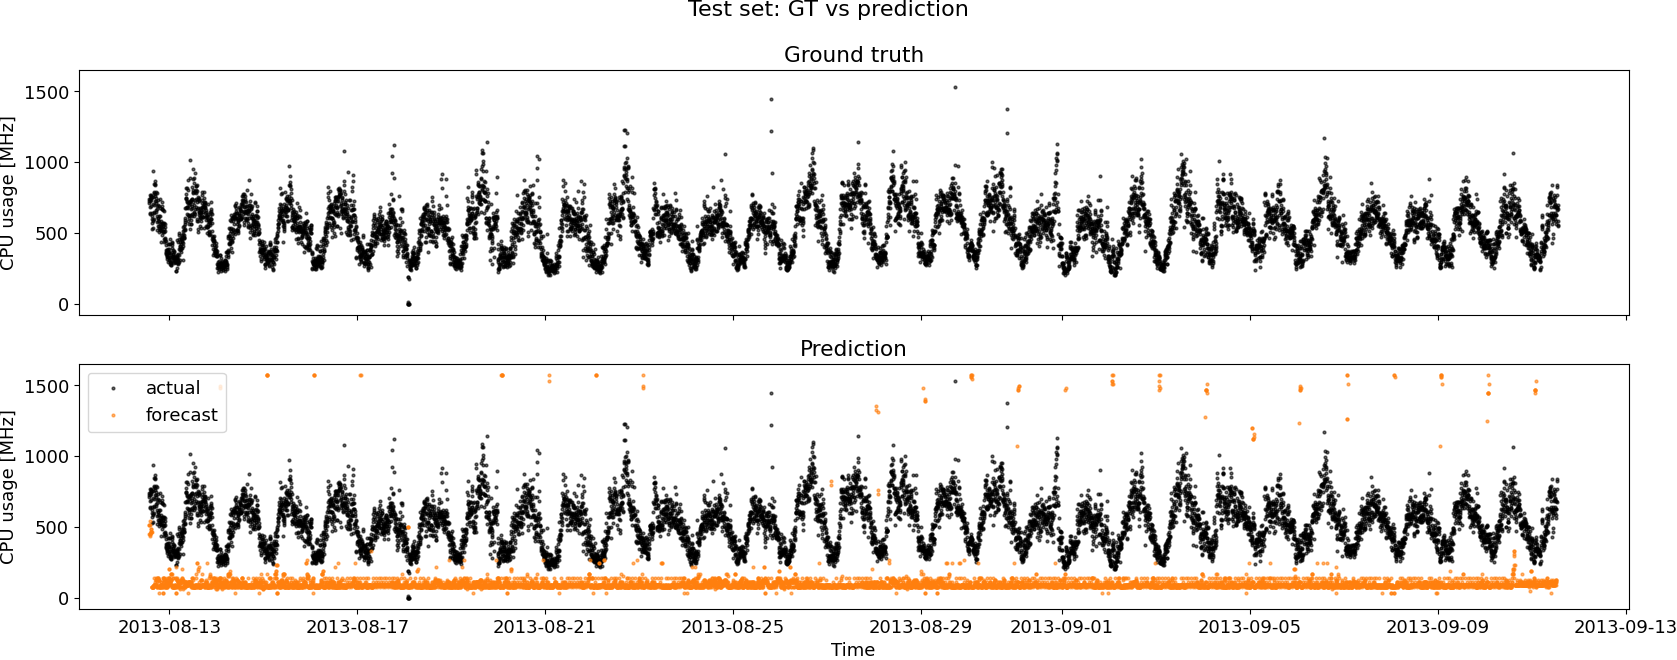 Test set: GT vs prediction
Ground truth
CPU usage [MHz]
1500
1000
500
0
Prediction
CPU usage [MHz]
1500
1000
500
0
actual
forecast
2013-08-13 2013-08-17 2013-08-21 2013-08-25 2013-08-29 2013-09-01 2013-09-05 2013-09-09 2013-09-13
Time